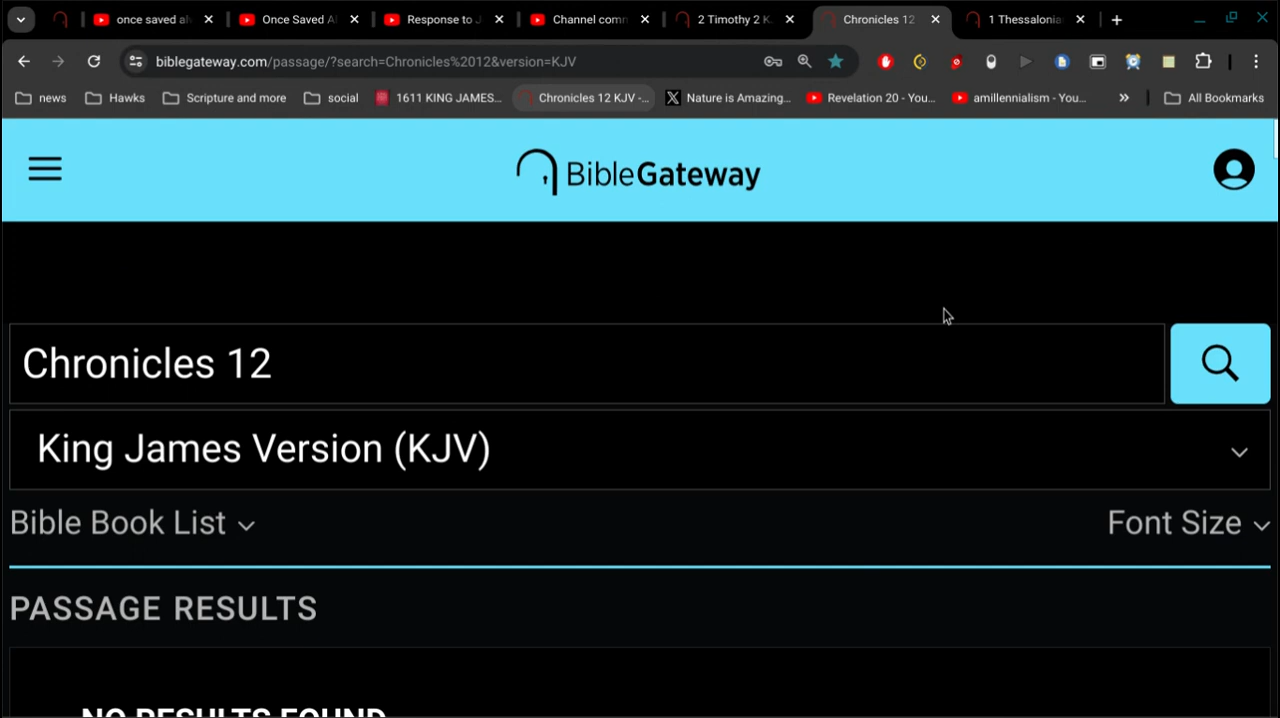 once saved al
Once Saved Al
Response to J
Channel comm
2 Timothy 2 K
Chronicles 12
1 Thessalonia
biblegateway.com/passage/?search=Chronicles%2012&version=KJV
news
Hawks
Scripture and more
social
1611 KING JAMES...
Chronicles 12 KJV -...
Nature is Amazing...
Revelation 20 - You...
amillennialism - You...
All Bookmarks
BibleGateway
Chronicles 12
King James Version (KJV)
Bible Book List
Font Size
PASSAGE RESULTS
NO RESULTS FOUND